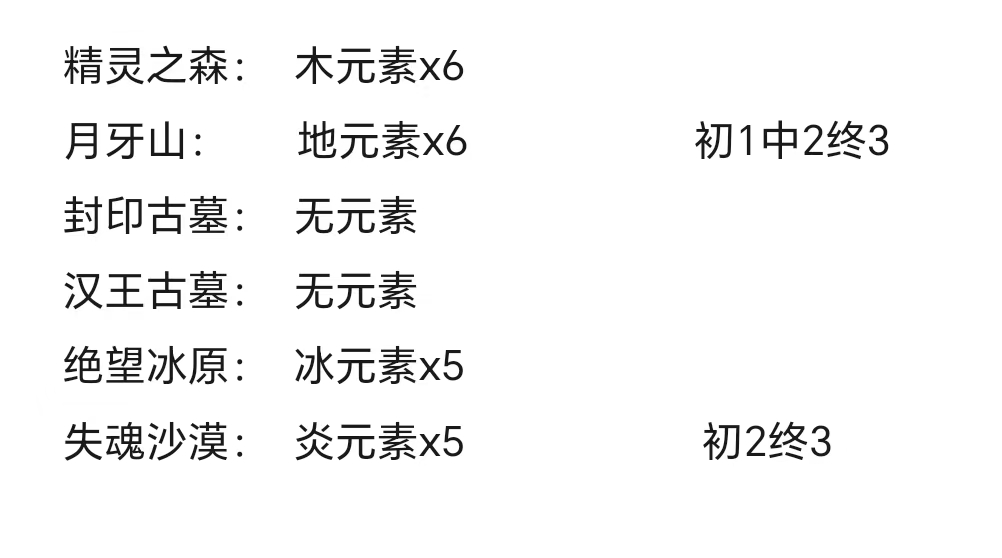 精灵之森： 木元素x6
月牙山： 地元素x6 初1中2终3
封印古墓： 无元素
汉王古墓： 无元素
绝望冰原： 冰元素x5
失魂沙漠： 炎元素x5 初2终3